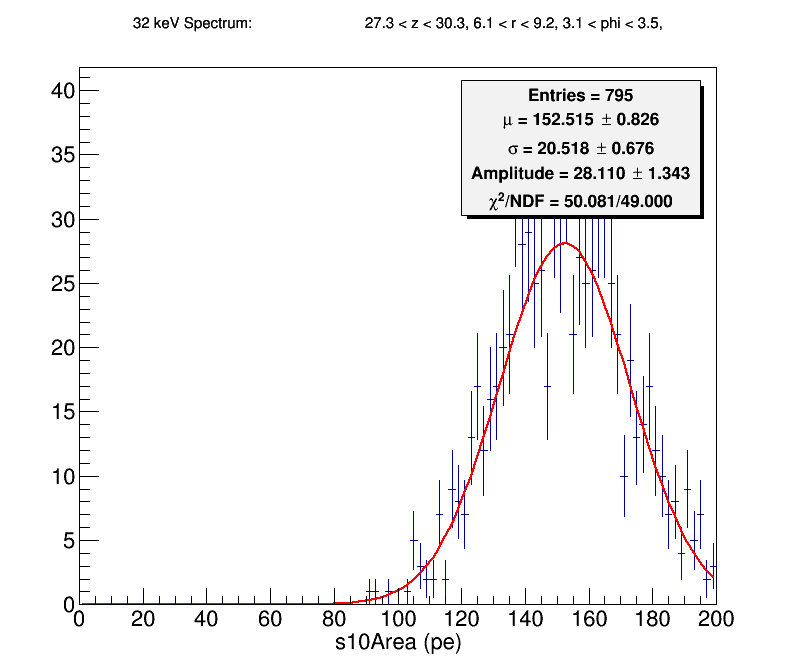 32 keV Spectrum: 27.3 < z < 30.3, 6.1 < r < 9.2, 3.1 < phi < 3.5,
Entries = 795
μ = 152.515 ± 0.826
σ = 20.518 ± 0.676
Amplitude = 28.110 ± 1.343
χ²/NDF = 50.081/49.000
40
35
30
25
20
15
10
5
0
0 20 40 60 80 100 120 140 160 180 200
s10Area (pe)